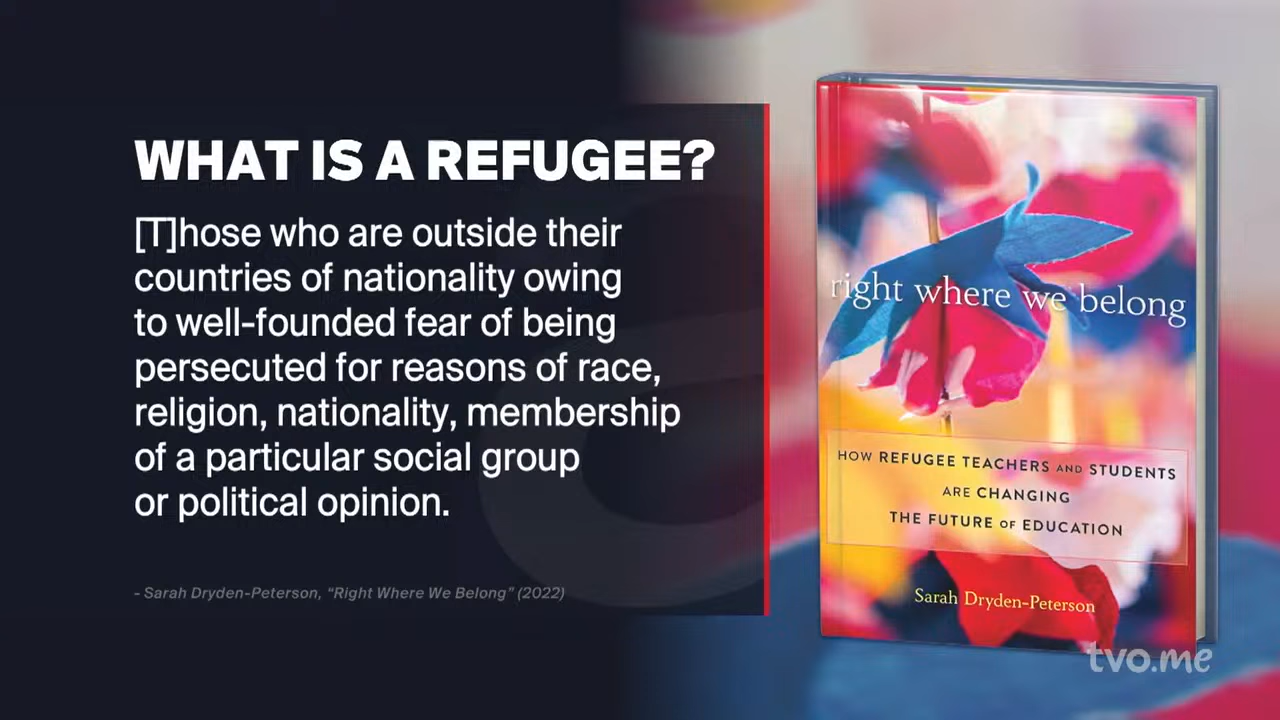 WHAT IS A REFUGEE?
[T]hose who are outside their
countries of nationality owing
to well-founded fear of being
persecuted for reasons of race,
religion, nationality, membership
of a particular social group
or political opinion.
- Sarah Dryden-Peterson, “Right Where We Belong” (2022)
right where we belong
HOW REFUGEE TEACHERS AND STUDENTS
ARE CHANGING
THE FUTURE OF EDUCATION
Sarah Dryden-Peterson
tvo.me